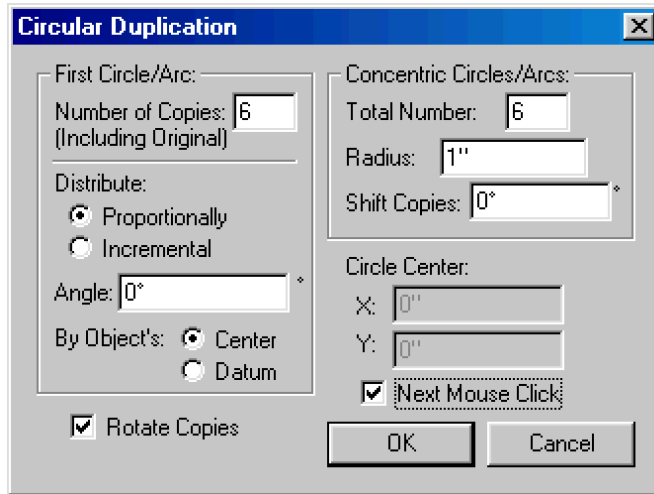 Circular Duplication
First Circle/Arc:
Number of Copies: 6
(Including Original)
Distribute:
Proportionally
Incremental
Angle: 0° °
By Object's: Center
Datum
Rotate Copies
Concentric Circles/Arcs:
Total Number: 6
Radius: 1"
Shift Copies: 0° °
Circle Center:
X: 0"
Y: 0"
Next Mouse Click
OK Cancel